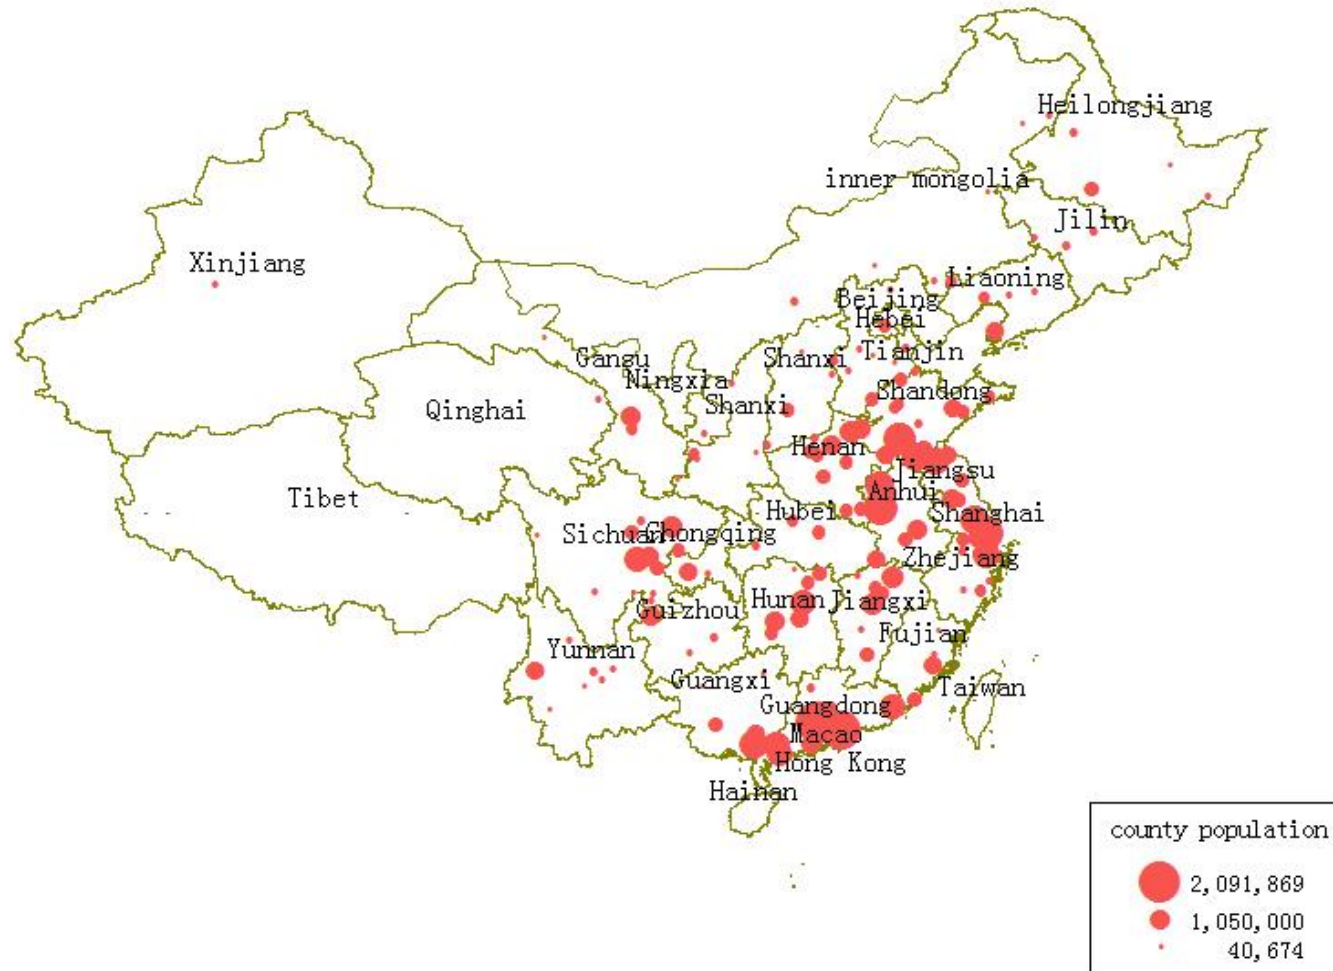 Heilongjiang
inner mongolia
Jilin
Xinjiang
Liaoning
Beijing
Hebei
Gangu
Shanxi
Tianjin
Ningxia
Shandong
Qinghai
Shanxi
Henan
Jiangsu
Tibet
Anhui
Hubei
Shanghai
Sichuan
Chongqing
Zhejiang
Hunan
Jiangxi
Guizhou
Fujian
Yunnan
Guangxi
Taiwan
Guangdong
Macao
Hong Kong
Hainan
county population
2,091,869
1,050,000
40,674